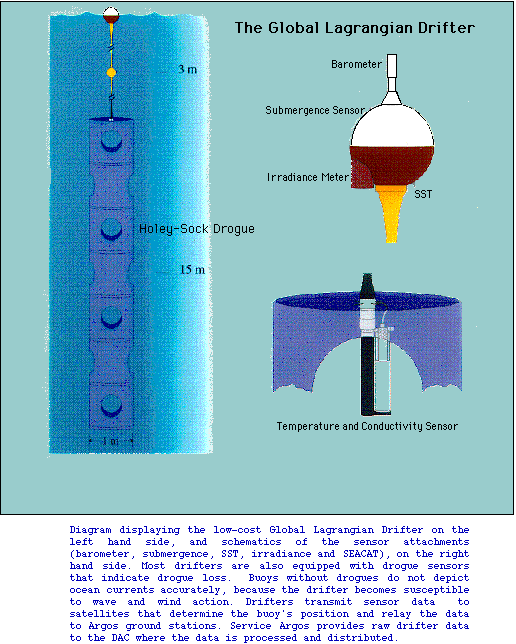 The Global Lagrangian Drifter
Barometer
3 m
Submergence Sensor
Irradiance Meter
SST
Holey-Sock Drogue
15 m
1 m
Temperature and Conductivity Sensor
Diagram displaying the low-cost Global Lagrangian Drifter on the
left hand side, and schematics of the sensor attachments
(barometer, submergence, SST, irradiance and SEACAT), on the right
hand side. Most drifters are also equipped with drogue sensors
that indicate drogue loss. Buoys without drogues do not depict
ocean currents accurately, because the drifter becomes susceptible
to wave and wind action. Drifters transmit sensor data to
satellites that determine the buoy's position and relay the data
to Argos ground stations. Service Argos provides raw drifter data
to the DAC where the data is processed and distributed.